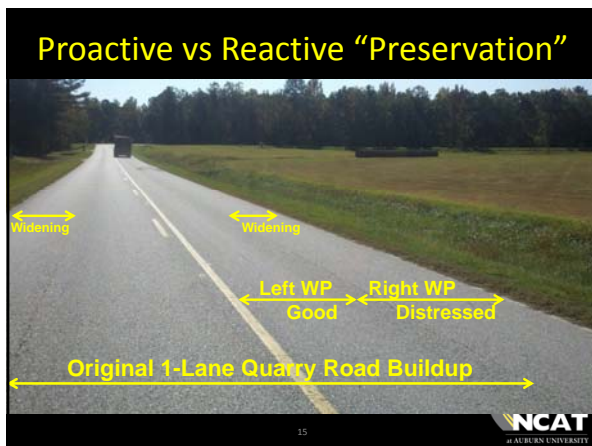 Proactive vs Reactive “Preservation”
Widening
Widening
Left WP Right WP
Good Distressed
Original 1-Lane Quarry Road Buildup
15
NCAT
at AUBURN UNIVERSITY